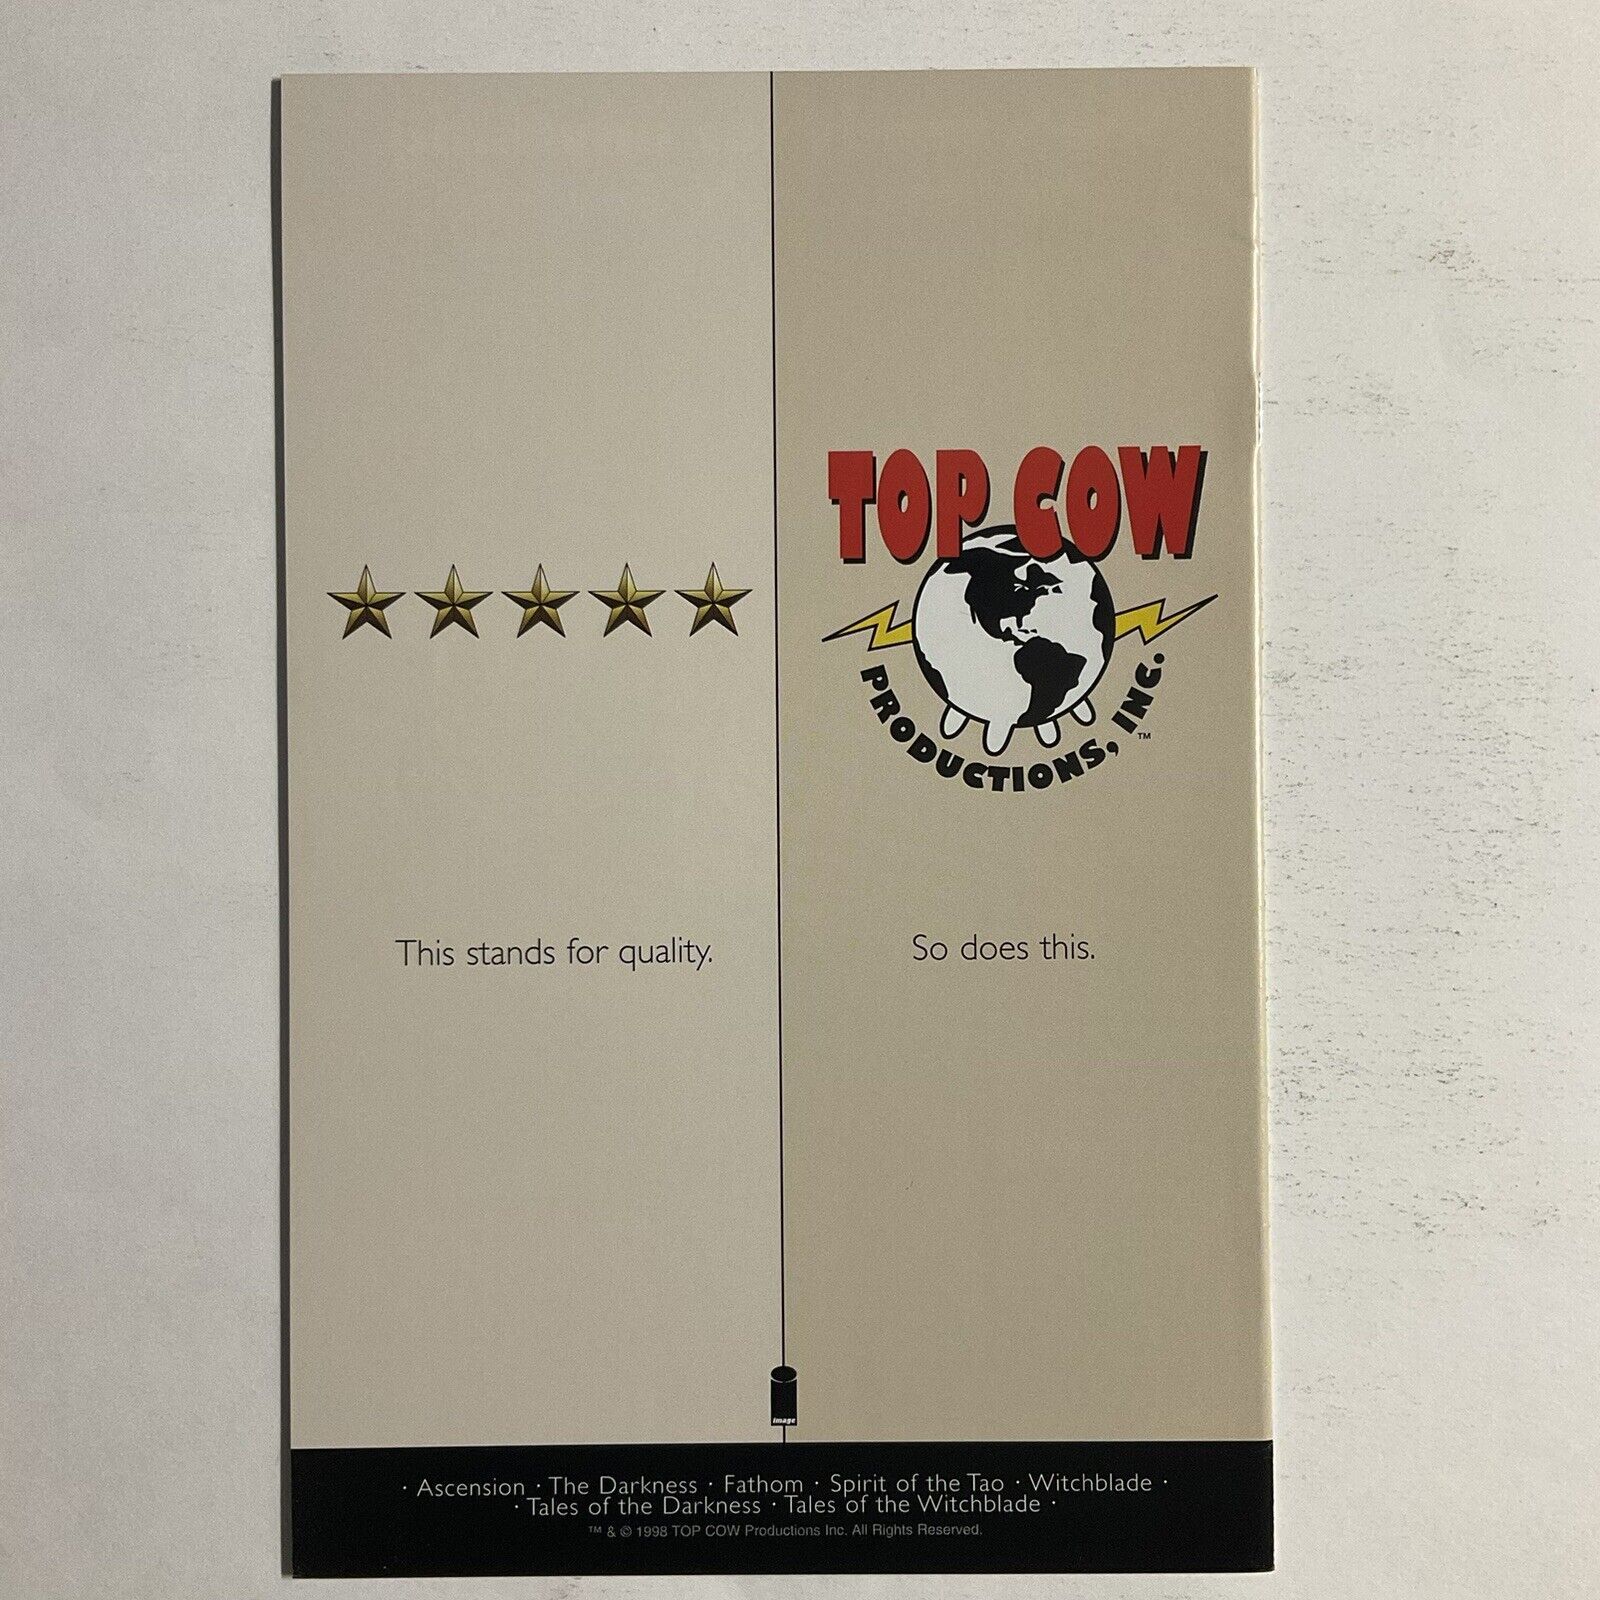 This stands for quality.
TOP COW
PRODUCTIONS, INC.
™
So does this.
image
· Ascension · The Darkness · Fathom · Spirit of the Tao · Witchblade ·
· Tales of the Darkness · Tales of the Witchblade ·
™ & © 1998 TOP COW Productions Inc. All Rights Reserved.